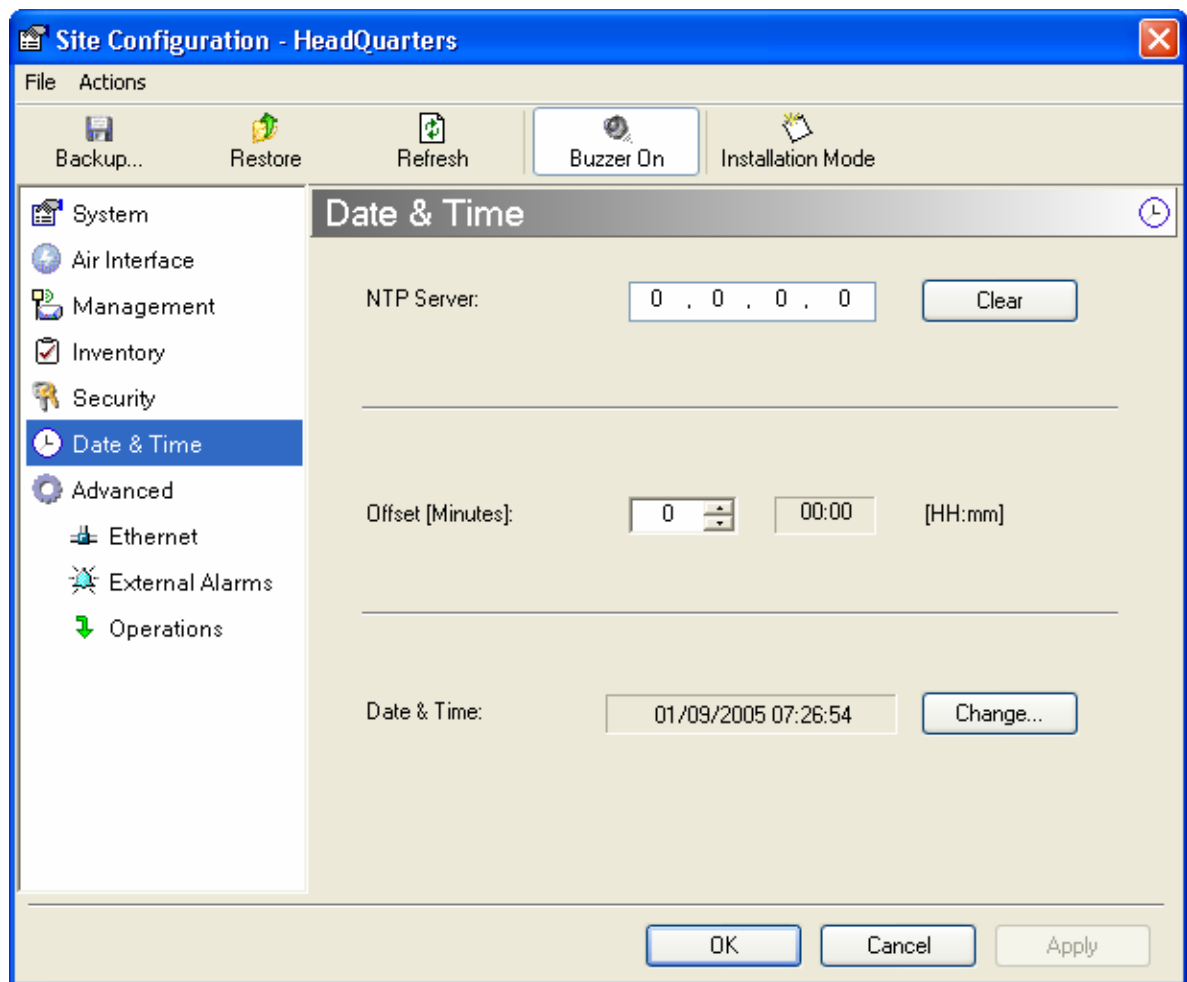 Site Configuration - HeadQuarters
File Actions
Backup... Restore Refresh Buzzer On Installation Mode
System
Air Interface
Management
Inventory
Security
Date & Time
Advanced
Ethernet
External Alarms
Operations
Date & Time
NTP Server: 0 . 0 . 0 . 0 Clear
Offset [Minutes]: 0 00:00 [HH:mm]
Date & Time: 01/09/2005 07:26:54 Change...
OK Cancel Apply